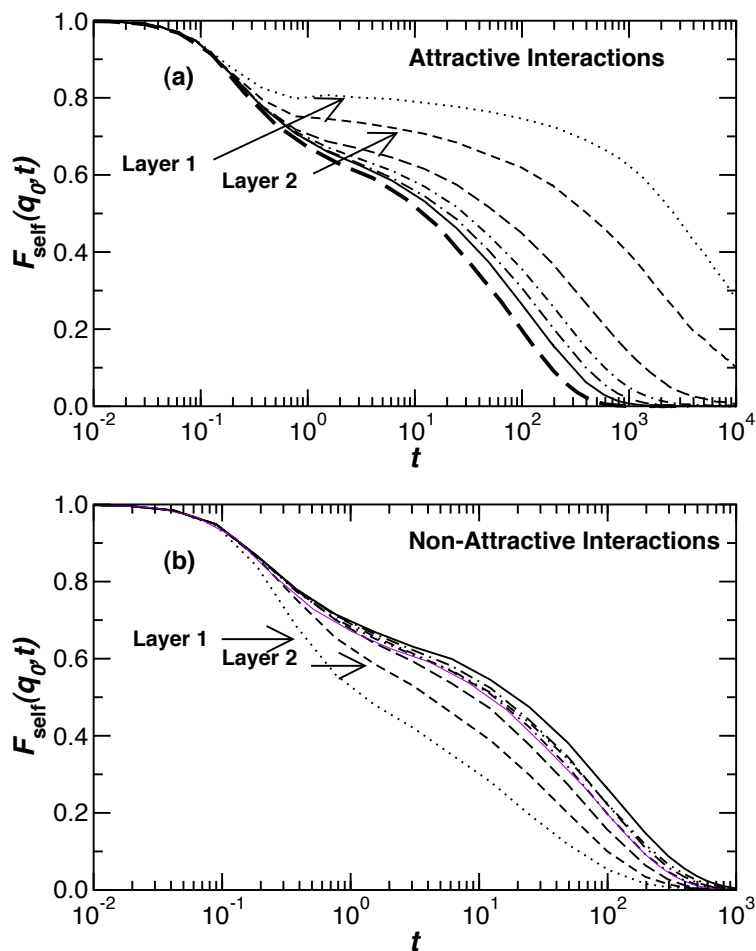 1.0
Attractive Interactions
(a)
0.8
Layer 1
Layer 2
0.6
F_self(q_0,t)
0.4
0.2
0.0
10^-2 10^-1 10^0 10^1 10^2 10^3 10^4
t
1.0
Non-Attractive Interactions
(b)
0.8
Layer 1
Layer 2
0.6
F_self(q_0,t)
0.4
0.2
0.0
10^-2 10^-1 10^0 10^1 10^2 10^3
t